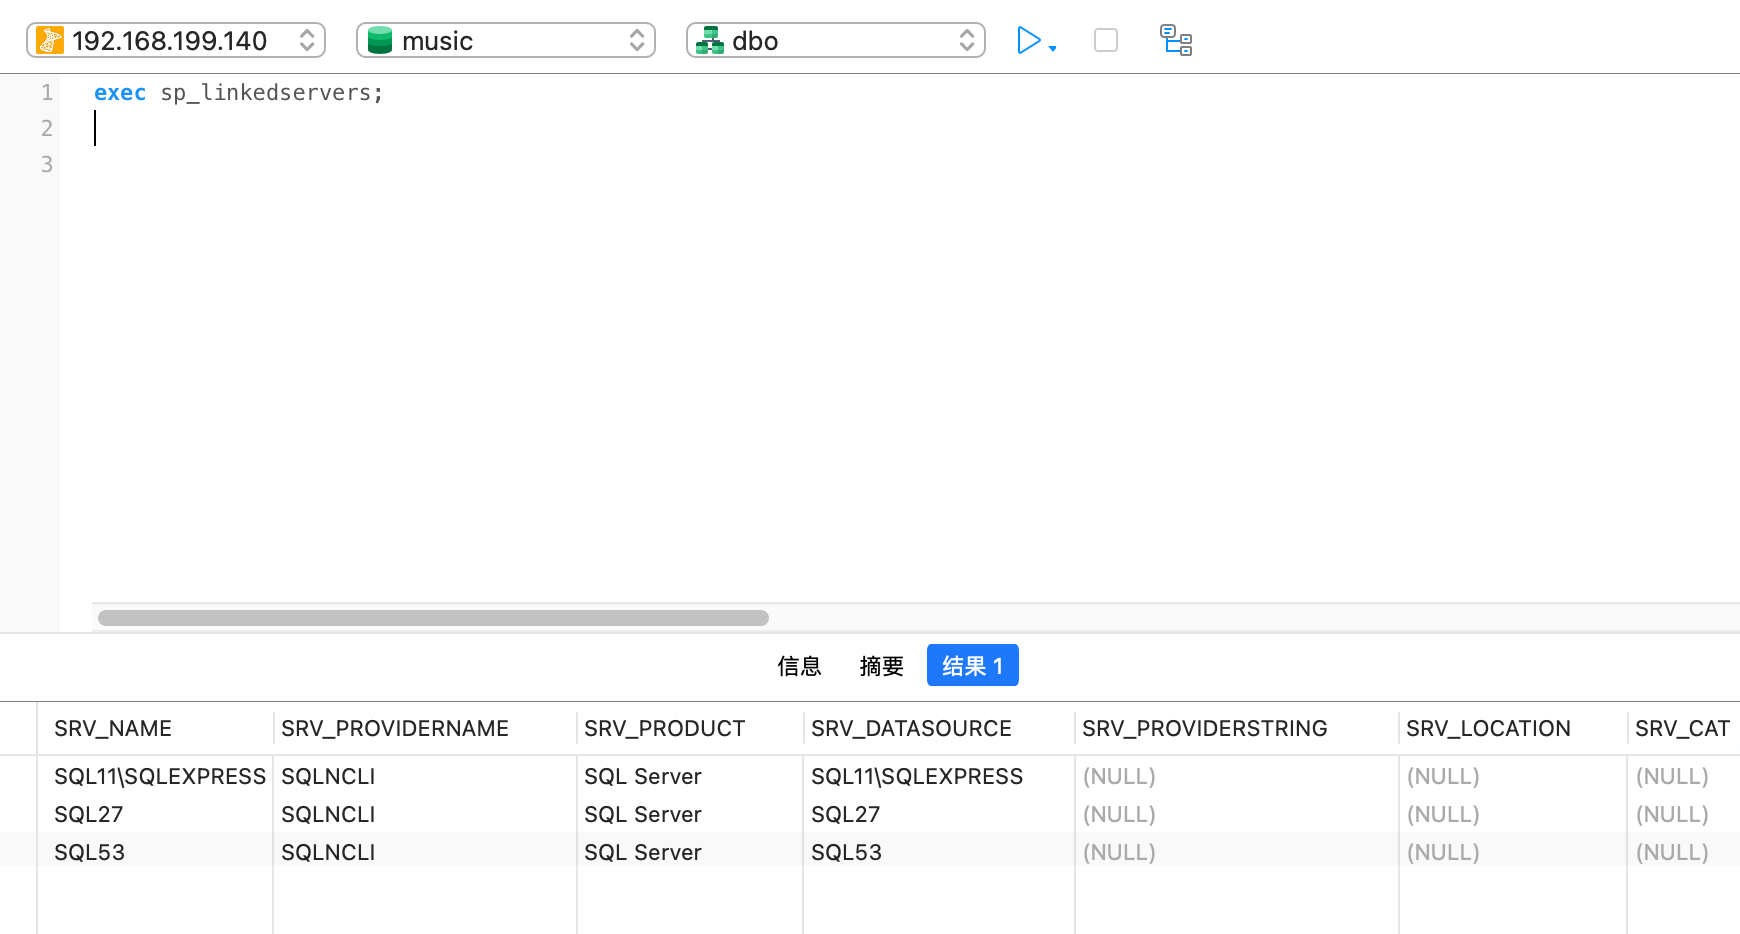 192.168.199.140 music dbo
1 exec sp_linkedservers;
2
3
信息 摘要 结果 1
SRV_NAME SRV_PROVIDERNAME SRV_PRODUCT SRV_DATASOURCE SRV_PROVIDERSTRING SRV_LOCATION SRV_CAT
SQL11\SQLEXPRESS SQLNCLI SQL Server SQL11\SQLEXPRESS (NULL) (NULL) (NULL)
SQL27 SQLNCLI SQL Server SQL27 (NULL) (NULL) (NULL)
SQL53 SQLNCLI SQL Server SQL53 (NULL) (NULL) (NULL)